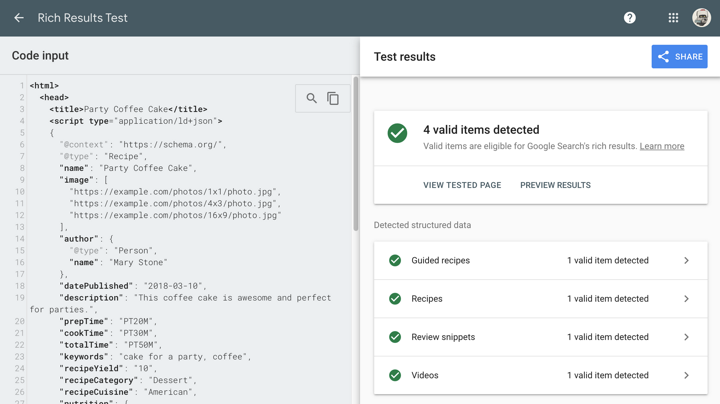 Rich Results Test
Code input
1 <html>
2 <head>
3 <title>Party Coffee Cake</title>
4 <script type="application/ld+json">
5 {
6 "@context": "https://schema.org/",
7 "@type": "Recipe",
8 "name": "Party Coffee Cake",
9 "image": [
10 "https://example.com/photos/1x1/photo.jpg",
11 "https://example.com/photos/4x3/photo.jpg",
12 "https://example.com/photos/16x9/photo.jpg"
13 ],
14 "author": {
15 "@type": "Person",
16 "name": "Mary Stone"
17 },
18 "datePublished": "2018-03-10",
19 "description": "This coffee cake is awesome and perfect
for parties.",
20 "prepTime": "PT20M",
21 "cookTime": "PT30M",
22 "totalTime": "PT50M",
23 "keywords": "cake for a party, coffee",
24 "recipeYield": "10",
25 "recipeCategory": "Dessert",
26 "recipeCuisine": "American",
27 "nutrition": {
Test results
SHARE
4 valid items detected
Valid items are eligible for Google Search's rich results. Learn more
VIEW TESTED PAGE PREVIEW RESULTS
Detected structured data
Guided recipes 1 valid item detected
Recipes 1 valid item detected
Review snippets 1 valid item detected
Videos 1 valid item detected